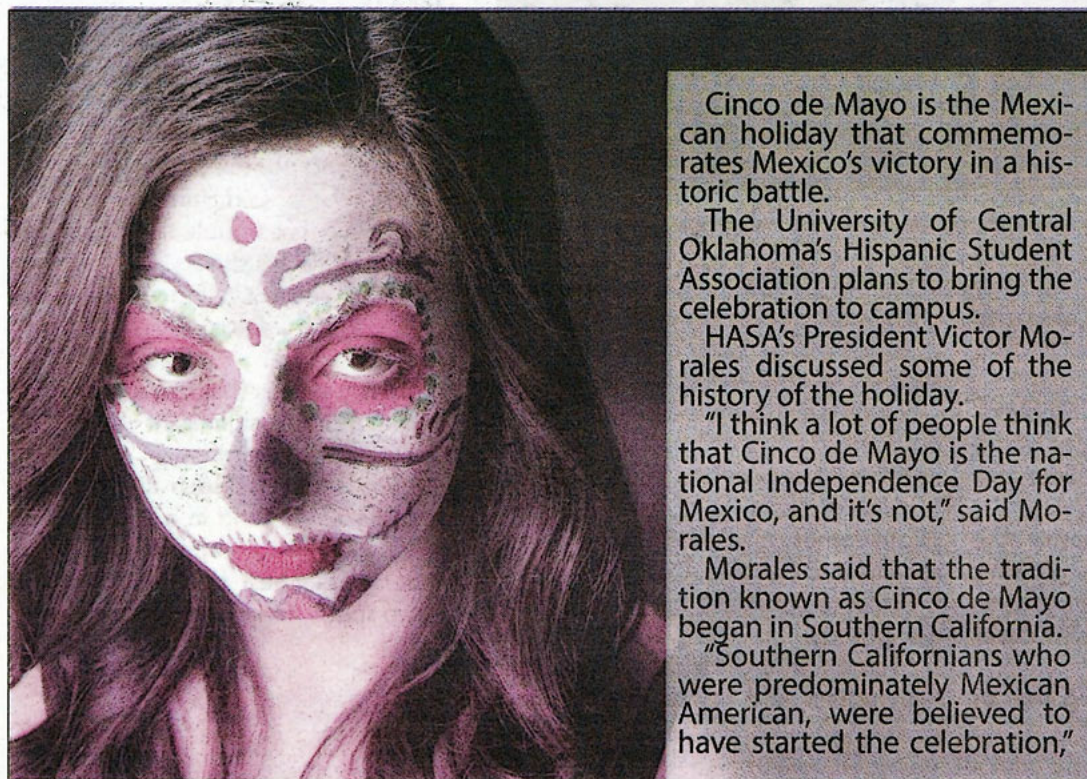 Cinco de Mayo is the Mexi-
can holiday that commemo-
rates Mexico's victory in a his-
toric battle.
The University of Central
Oklahoma's Hispanic Student
Association plans to bring the
celebration to campus.
HASA's President Victor Mo-
rales discussed some of the
history of the holiday.
"I think a lot of people think
that Cinco de Mayo is the na-
tional Independence Day for
Mexico, and it's not," said Mo-
rales.
Morales said that the tradi-
tion known as Cinco de Mayo
began in Southern California.
"Southern Californians who
were predominately Mexican
American, were believed to
have started the celebration,"